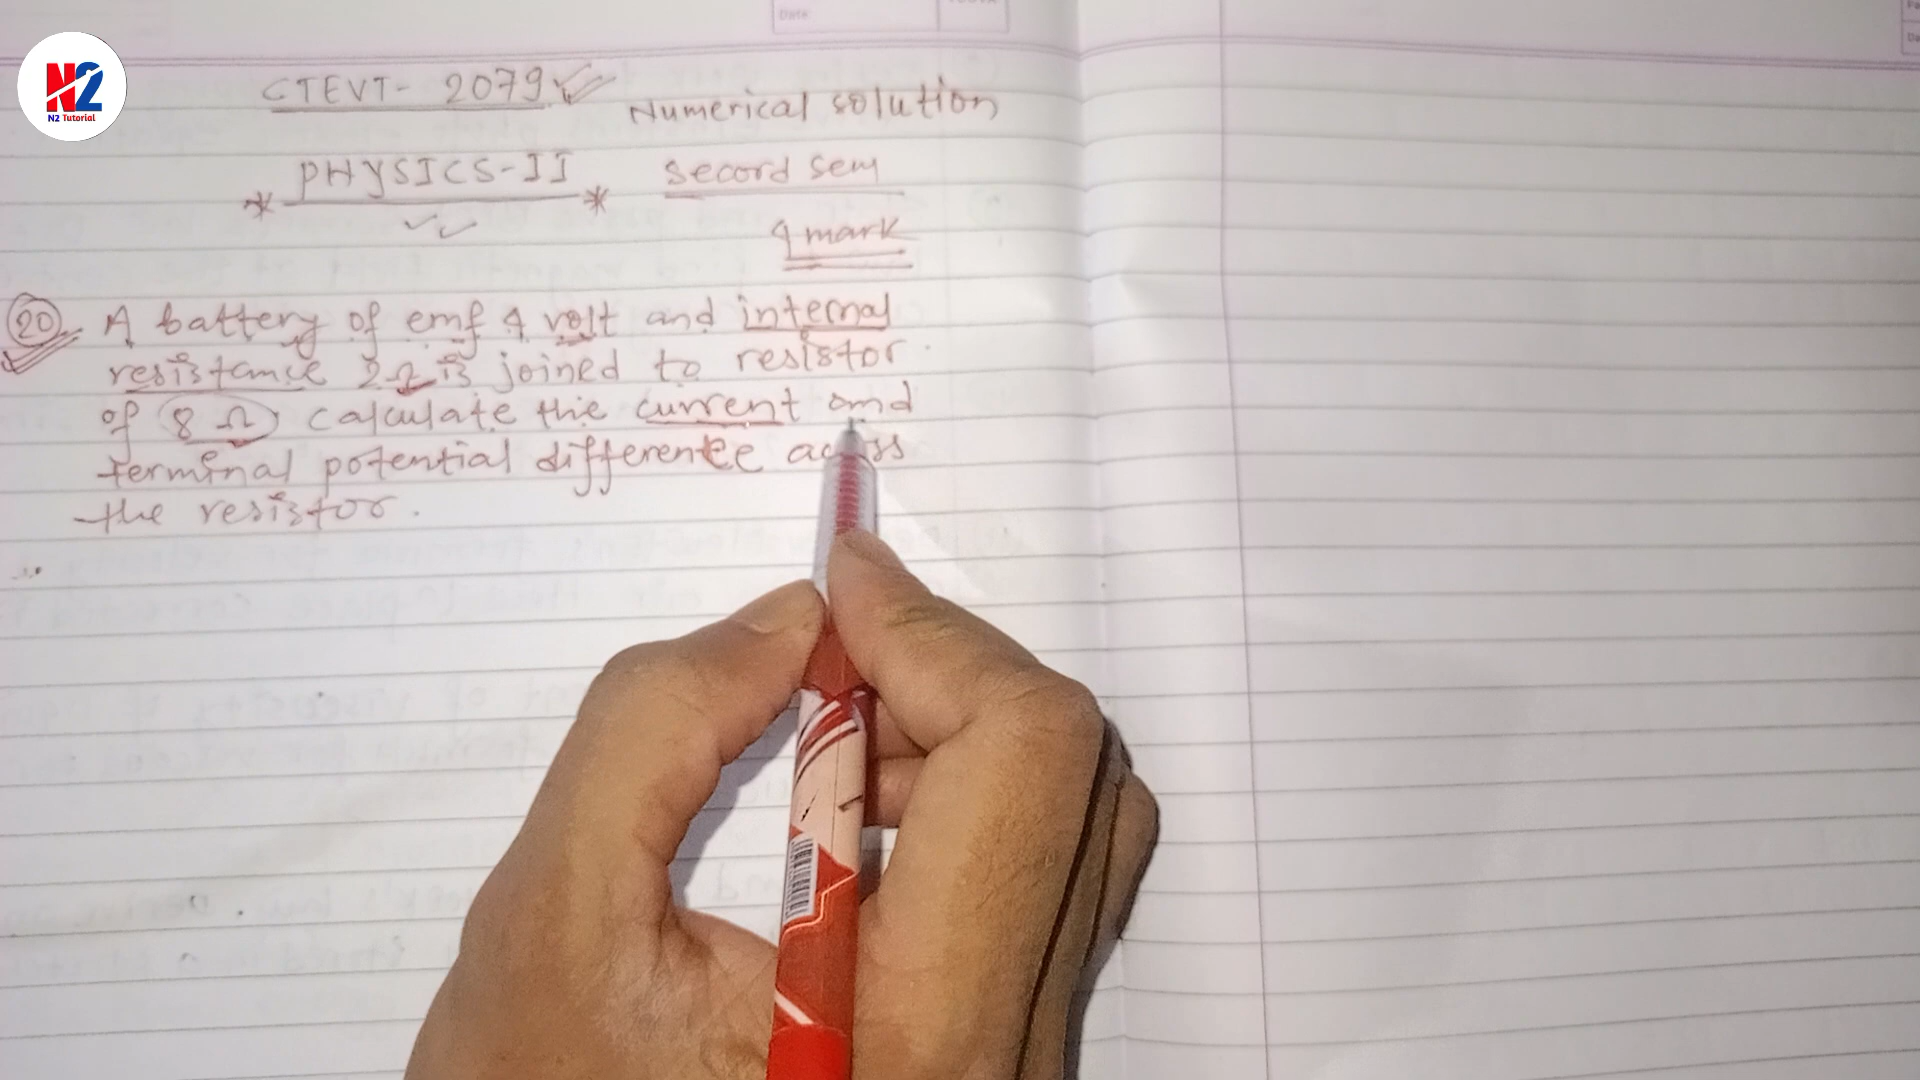 Date
N2
N2 Tutorial
CTEVT- 2079
Numerical solution
PHYSICS-II
Second Sem
4 mark
20 A battery of emf 4 volt and internal
resistance 2Ω is joined to resistor
of 8 Ω calculate the current and
terminal potential difference across
the resistor.